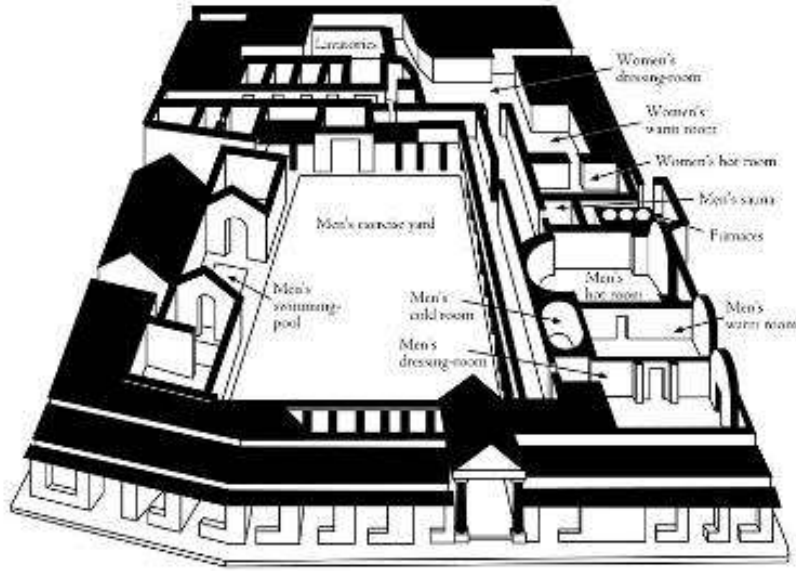 Lavatories
Women's
dressing-room
Women's
warm room
Women's hot room
Men's sauna
Furnaces
Men's exercise yard
Men's
swimming-
pool
Men's
hot room
Men's
cold room
Men's
warm room
Men's
dressing-room